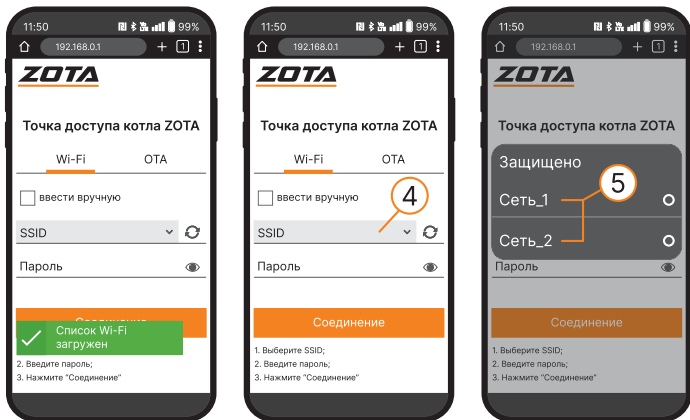 11:50 99%
192.168.0.1 1
ZOTA
Точка доступа котла ZOTA
Wi-Fi OTA
ввести вручную
SSID
Пароль
Соединение
Список Wi-Fi
загружен
2. Введите пароль;
3. Нажмите “Соединение”
11:50 99%
192.168.0.1 1
ZOTA
Точка доступа котла ZOTA
Wi-Fi OTA
ввести вручную
4
SSID
Пароль
Соединение
1. Выберите SSID;
2. Введите пароль;
3. Нажмите “Соединение”
11:50 99%
192.168.0.1 1
ZOTA
Точка доступа котла ZOTA
Защищено
5
Сеть_1
Сеть_2
Пароль
Соединение
1. Выберите SSID;
2. Введите пароль;
3. Нажмите “Соединение”